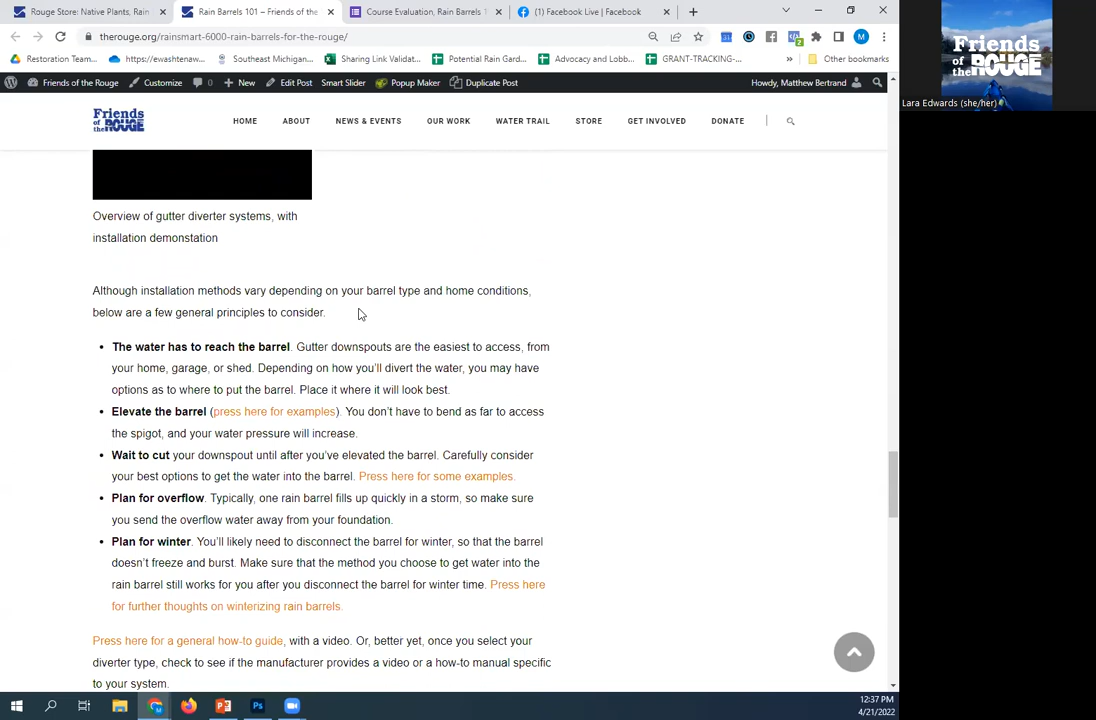 Rouge Store: Native Plants, Rain
Rain Barrels 101 – Friends of the
Course Evaluation, Rain Barrels 1
(1) Facebook Live | Facebook
therouge.org/rainsmart-6000-rain-barrels-for-the-rouge/
Restoration Team...
https://ewashtenaw...
Southeast Michigan...
Sharing Link Validat...
Potential Rain Gard...
Advocacy and Lobb...
GRANT-TRACKING-...
Other bookmarks
Friends of the Rouge
Customize
0
New
Edit Post
Smart Slider
Popup Maker
Duplicate Post
Howdy, Matthew Bertrand
Friends
of the ROUGE
HOME
ABOUT
NEWS & EVENTS
OUR WORK
WATER TRAIL
STORE
GET INVOLVED
DONATE
Overview of gutter diverter systems, with
installation demonstation
Although installation methods vary depending on your barrel type and home conditions,
below are a few general principles to consider.
• The water has to reach the barrel. Gutter downspouts are the easiest to access, from
your home, garage, or shed. Depending on how you'll divert the water, you may have
options as to where to put the barrel. Place it where it will look best.
• Elevate the barrel (press here for examples). You don't have to bend as far to access
the spigot, and your water pressure will increase.
• Wait to cut your downspout until after you've elevated the barrel. Carefully consider
your best options to get the water into the barrel. Press here for some examples.
• Plan for overflow. Typically, one rain barrel fills up quickly in a storm, so make sure
you send the overflow water away from your foundation.
• Plan for winter. You'll likely need to disconnect the barrel for winter, so that the barrel
doesn't freeze and burst. Make sure that the method you choose to get water into the
rain barrel still works for you after you disconnect the barrel for winter time. Press here
for further thoughts on winterizing rain barrels.
Press here for a general how-to guide, with a video. Or, better yet, once you select your
diverter type, check to see if the manufacturer provides a video or a how-to manual specific
to your system.
12:37 PM
4/21/2022
Friends
of the ROUGE
Lara Edwards (she/her)